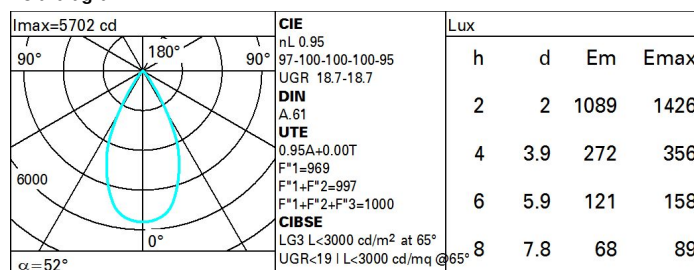 Imax=5702 cd
90° 180° 90°
6000
0°
α=52°
CIE
nL 0.95
97-100-100-100-95
UGR 18.7-18.7
DIN
A.61
UTE
0.95A+0.00T
F"1=969
F"1+F"2=997
F"1+F"2+F"3=1000
CIBSE
LG3 L<3000 cd/m² at 65°
UGR<19 | L<3000 cd/mq @65°
Lux
h d Em Emax
2 2 1089 1426
4 3.9 272 356
6 5.9 121 158
8 7.8 68 89